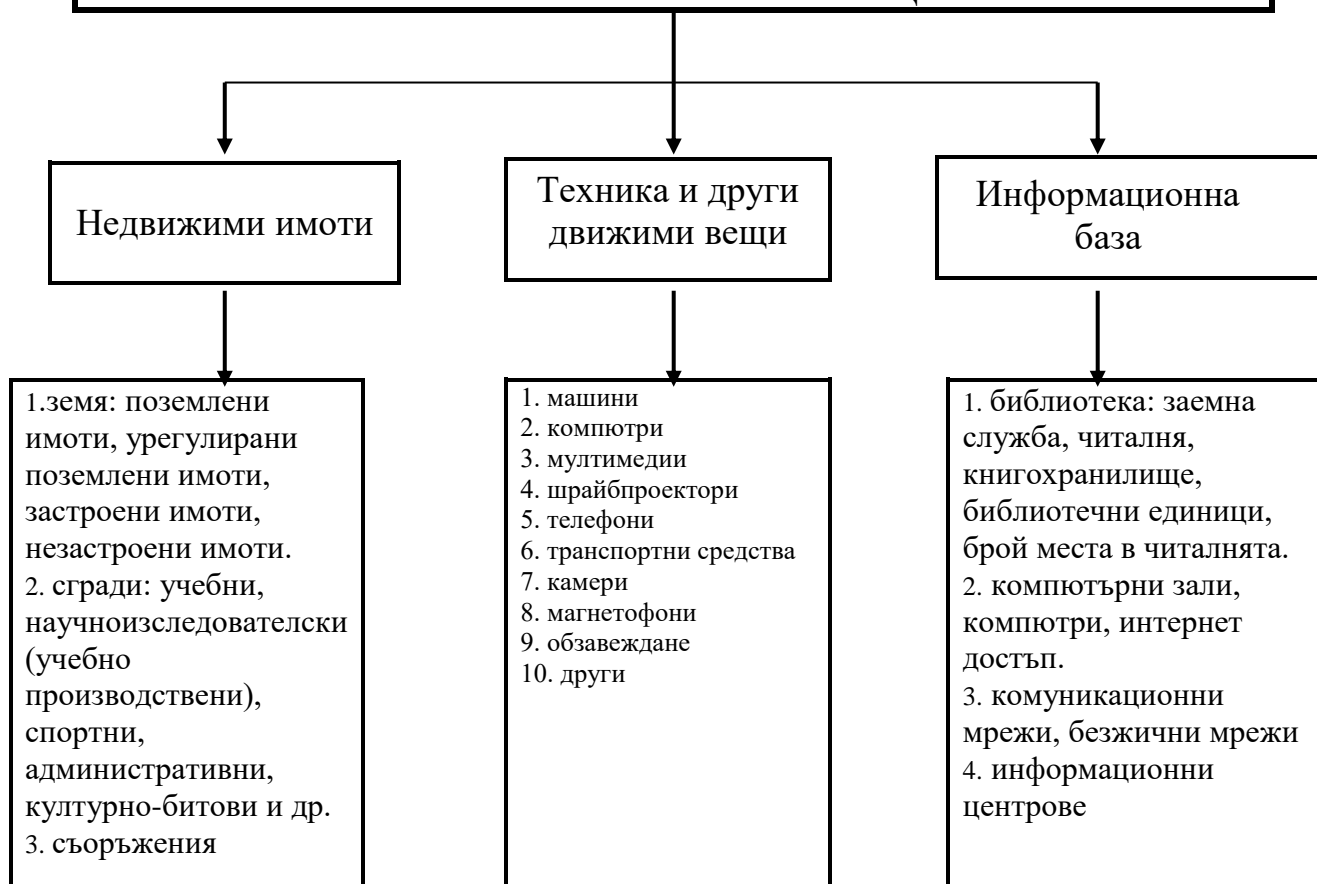 Недвижими имоти
Техника и други
движими вещи
Информационна
база
1.земя: поземлени
имоти, урегулирани
поземлени имоти,
застроени имоти,
незастроени имоти.
2. сгради: учебни,
научноизследователски
(учебно
производствени),
спортни,
административни,
културно-битови и др.
3. съоръжения
1. машини
2. компютри
3. мултимедии
4. шрайбпроектори
5. телефони
6. транспортни средства
7. камери
8. магнетофони
9. обзавеждане
10. други
1. библиотека: заемна
служба, читалня,
книгохранилище,
библиотечни единици,
брой места в читалнята.
2. компютърни зали,
компютри, интернет
достъп.
3. комуникационни
мрежи, безжични мрежи
4. информационни
центрове